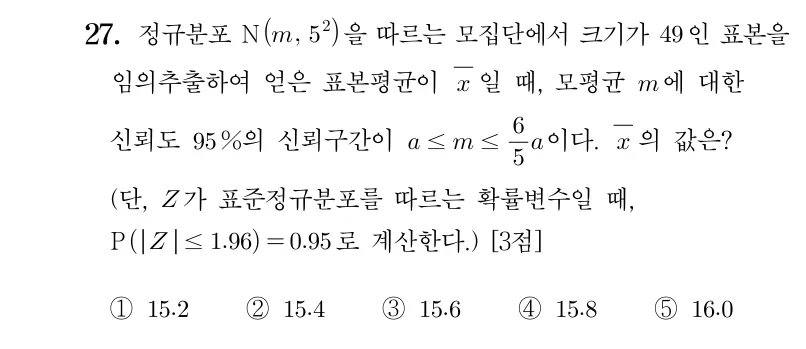 27. 정규분포 N(m, 5²)을 따르는 모집단에서 크기가 49인 표본을
임의추출하여 얻은 표본평균이 x̄ 일 때, 모평균 m에 대한
신뢰도 95%의 신뢰구간이 a ≤ m ≤ 6/5 a이다. x̄ 의 값은?
(단, Z가 표준정규분포를 따르는 확률변수일 때,
P(|Z| ≤ 1.96) = 0.95로 계산한다.) [3점]
① 15.2 ② 15.4 ③ 15.6 ④ 15.8 ⑤ 16.0